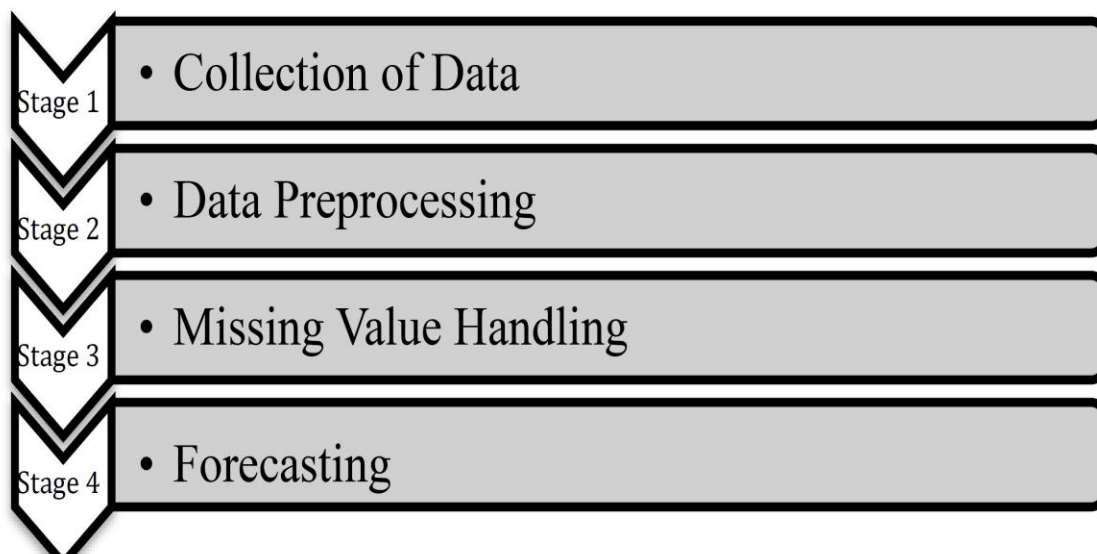 Stage 1
• Collection of Data
Stage 2
• Data Preprocessing
Stage 3
• Missing Value Handling
Stage 4
• Forecasting